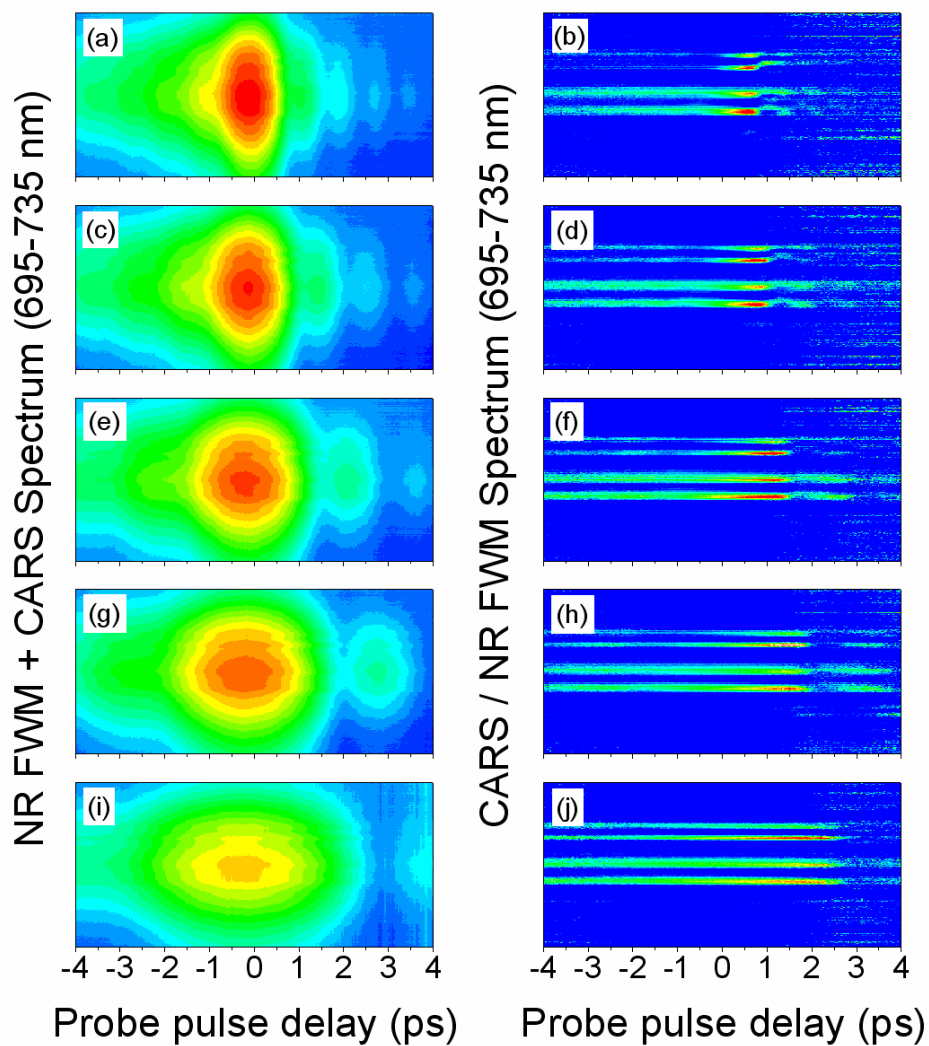 NR FWM + CARS Spectrum (695-735 nm)
CARS / NR FWM Spectrum (695-735 nm)
(a)
(b)
(c)
(d)
(e)
(f)
(g)
(h)
(i)
(j)
-4 -3 -2 -1 0 1 2 3 4
-4 -3 -2 -1 0 1 2 3 4
Probe pulse delay (ps)
Probe pulse delay (ps)